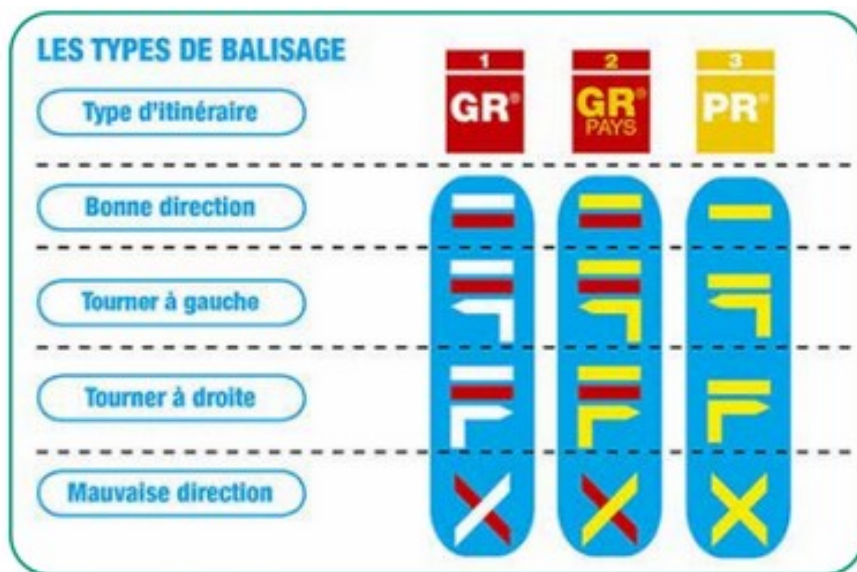 LES TYPES DE BALISAGE
1
2
3
Type d'itinéraire
GR®
GR®
PAYS
PR®
Bonne direction
Tourner à gauche
Tourner à droite
Mauvaise direction